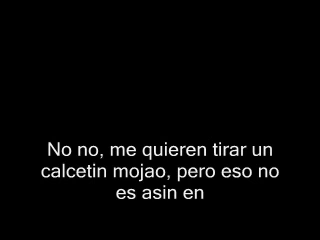 No no, me quieren tirar un
calcetin mojao, pero eso no
es asin en